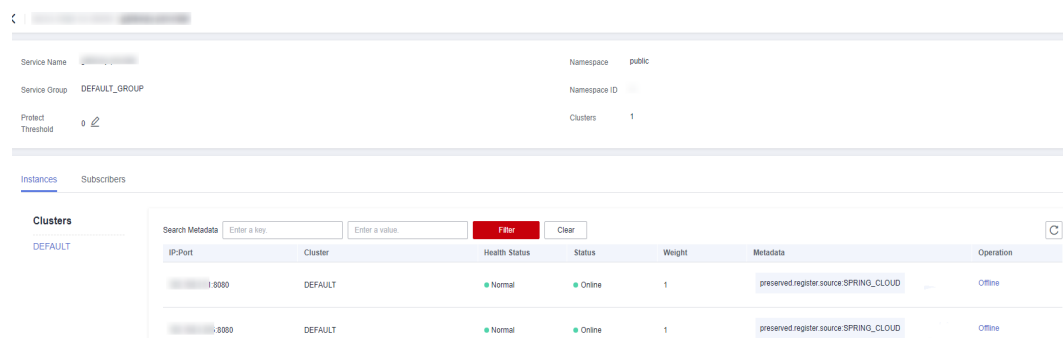 Service Name
Namespace public
Service Group DEFAULT_GROUP
Namespace ID
Protect Threshold 0
Clusters 1
Instances Subscribers
Clusters
DEFAULT
Search Metadata Enter a key. Enter a value. Filter Clear
IP:Port Cluster Health Status Status Weight Metadata Operation
:8080 DEFAULT Normal Online 1 preserved.register.source:SPRING_CLOUD Offline
:8080 DEFAULT Normal Online 1 preserved.register.source:SPRING_CLOUD Offline